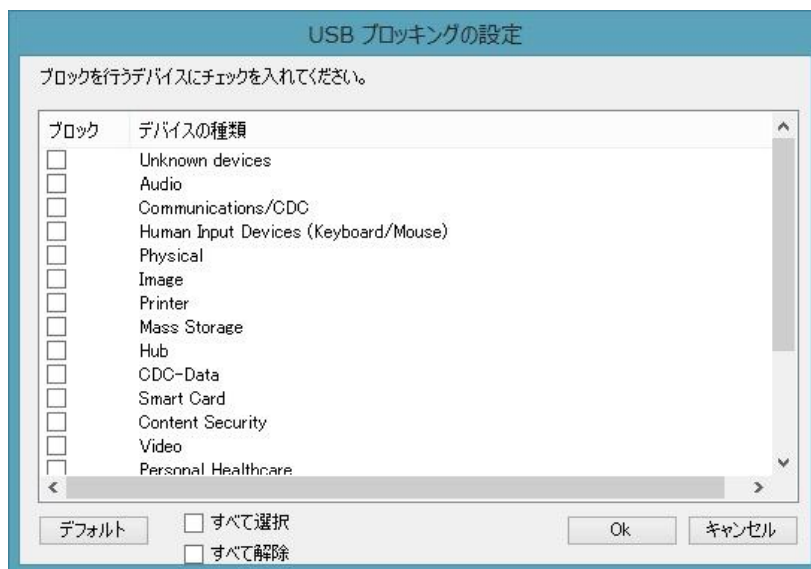 USB ブロッキングの設定
ブロックを行うデバイスにチェックを入れてください。
ブロック デバイスの種類
Unknown devices
Audio
Communications/CDC
Human Input Devices (Keyboard/Mouse)
Physical
Image
Printer
Mass Storage
Hub
CDC-Data
Smart Card
Content Security
Video
Personal Healthcare
デフォルト すべて選択 Ok キャンセル
すべて解除